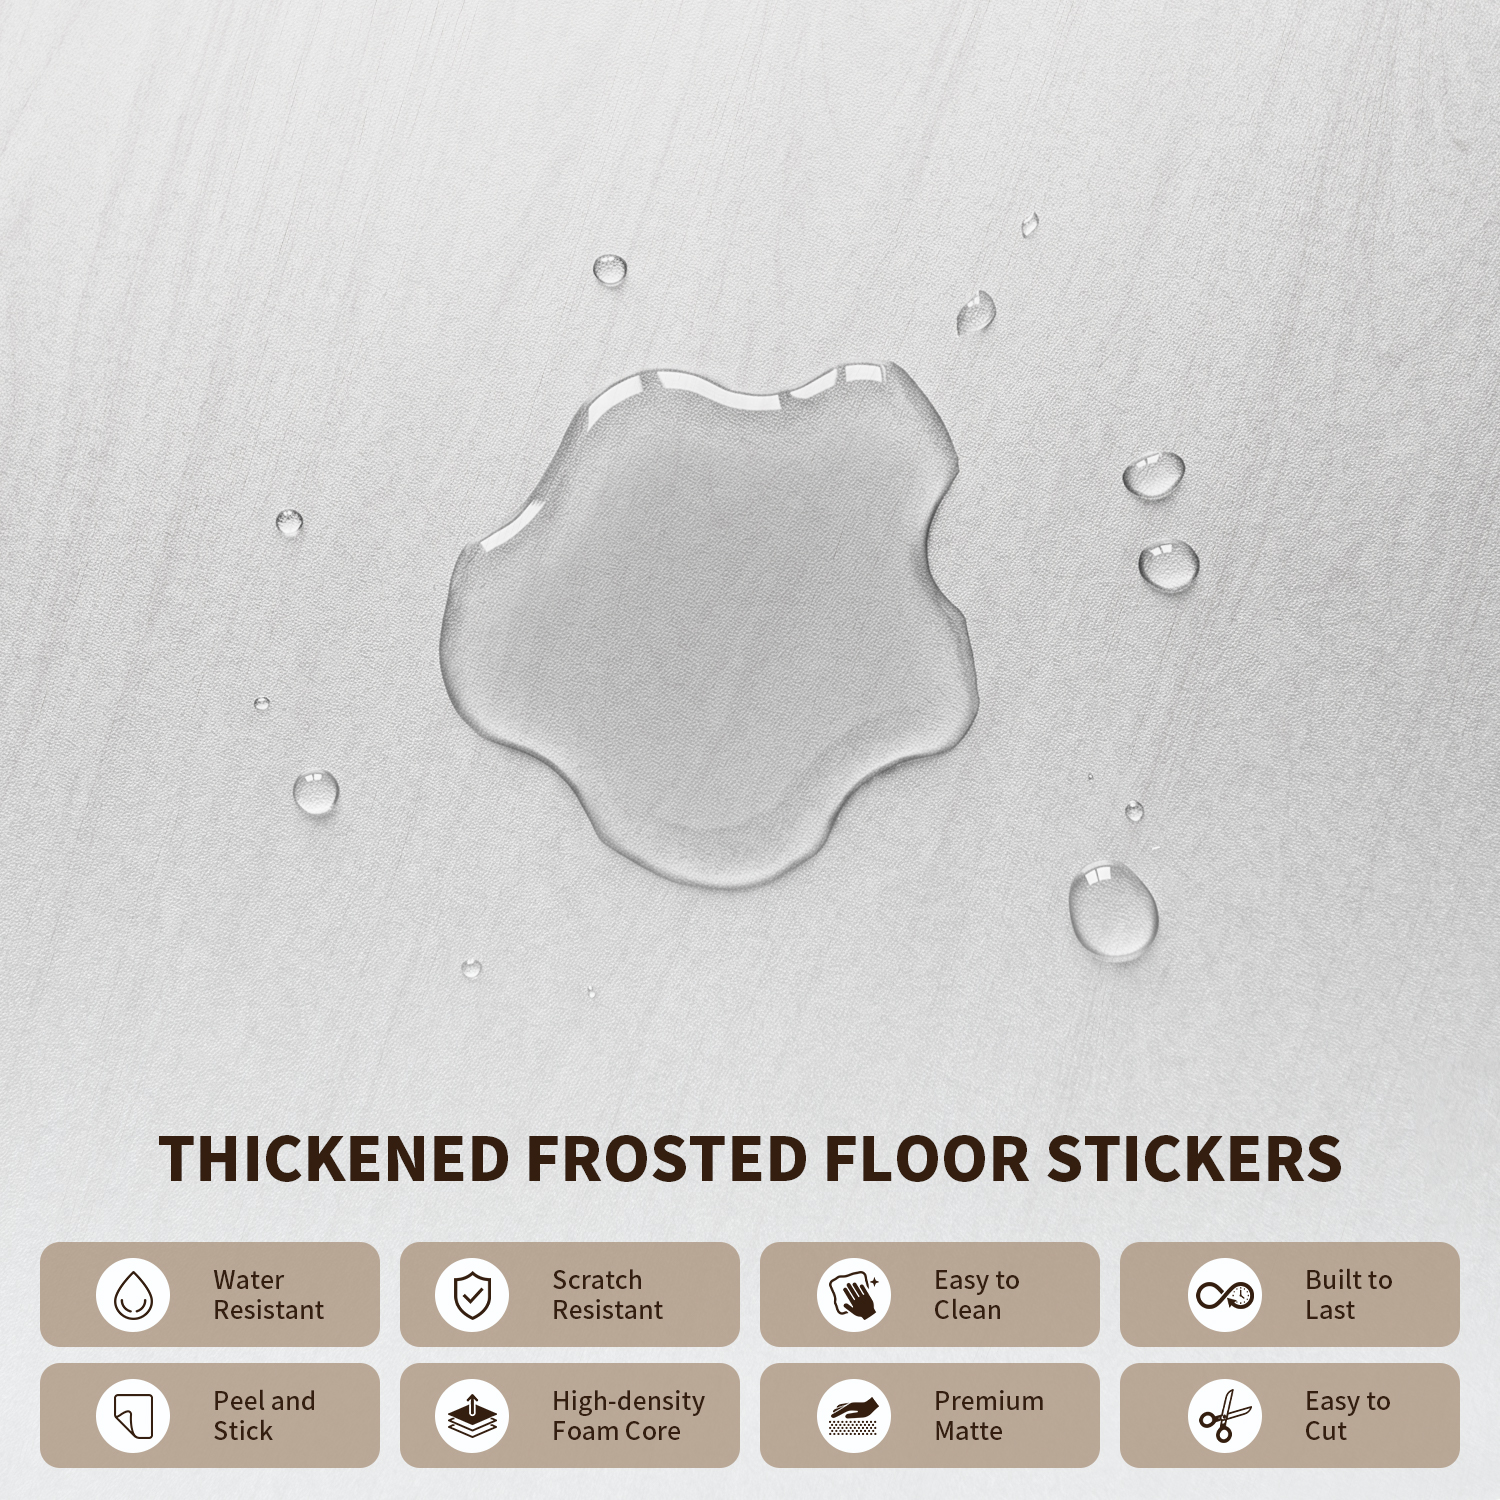 THICKENED FROSTED FLOOR STICKERS
Water
Resistant
Scratch
Resistant
Easy to
Clean
Built to
Last
Peel and
Stick
High-density
Foam Core
Premium
Matte
Easy to
Cut